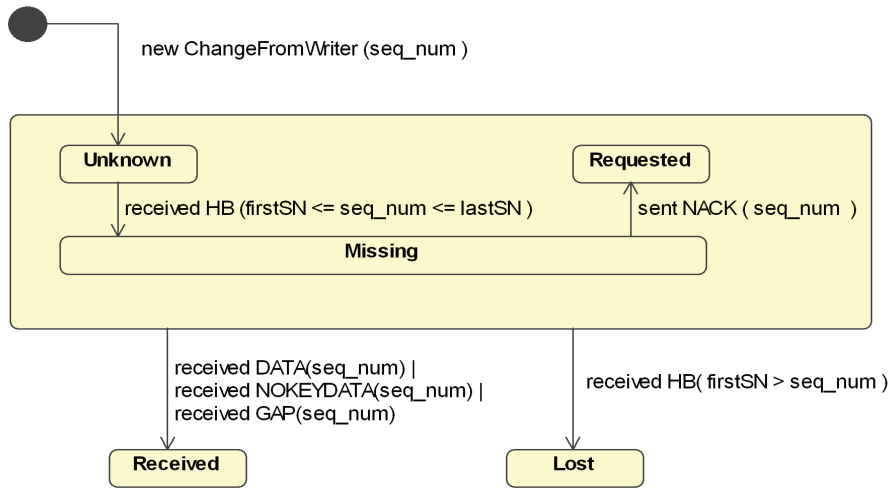 new ChangeFromWriter (seq_num )
Unknown
Requested
received HB (firstSN <= seq_num <= lastSN )
sent NACK ( seq_num  )
Missing
received DATA(seq_num) |
received NOKEYDATA(seq_num) |
received GAP(seq_num)
received HB( firstSN > seq_num )
Received
Lost